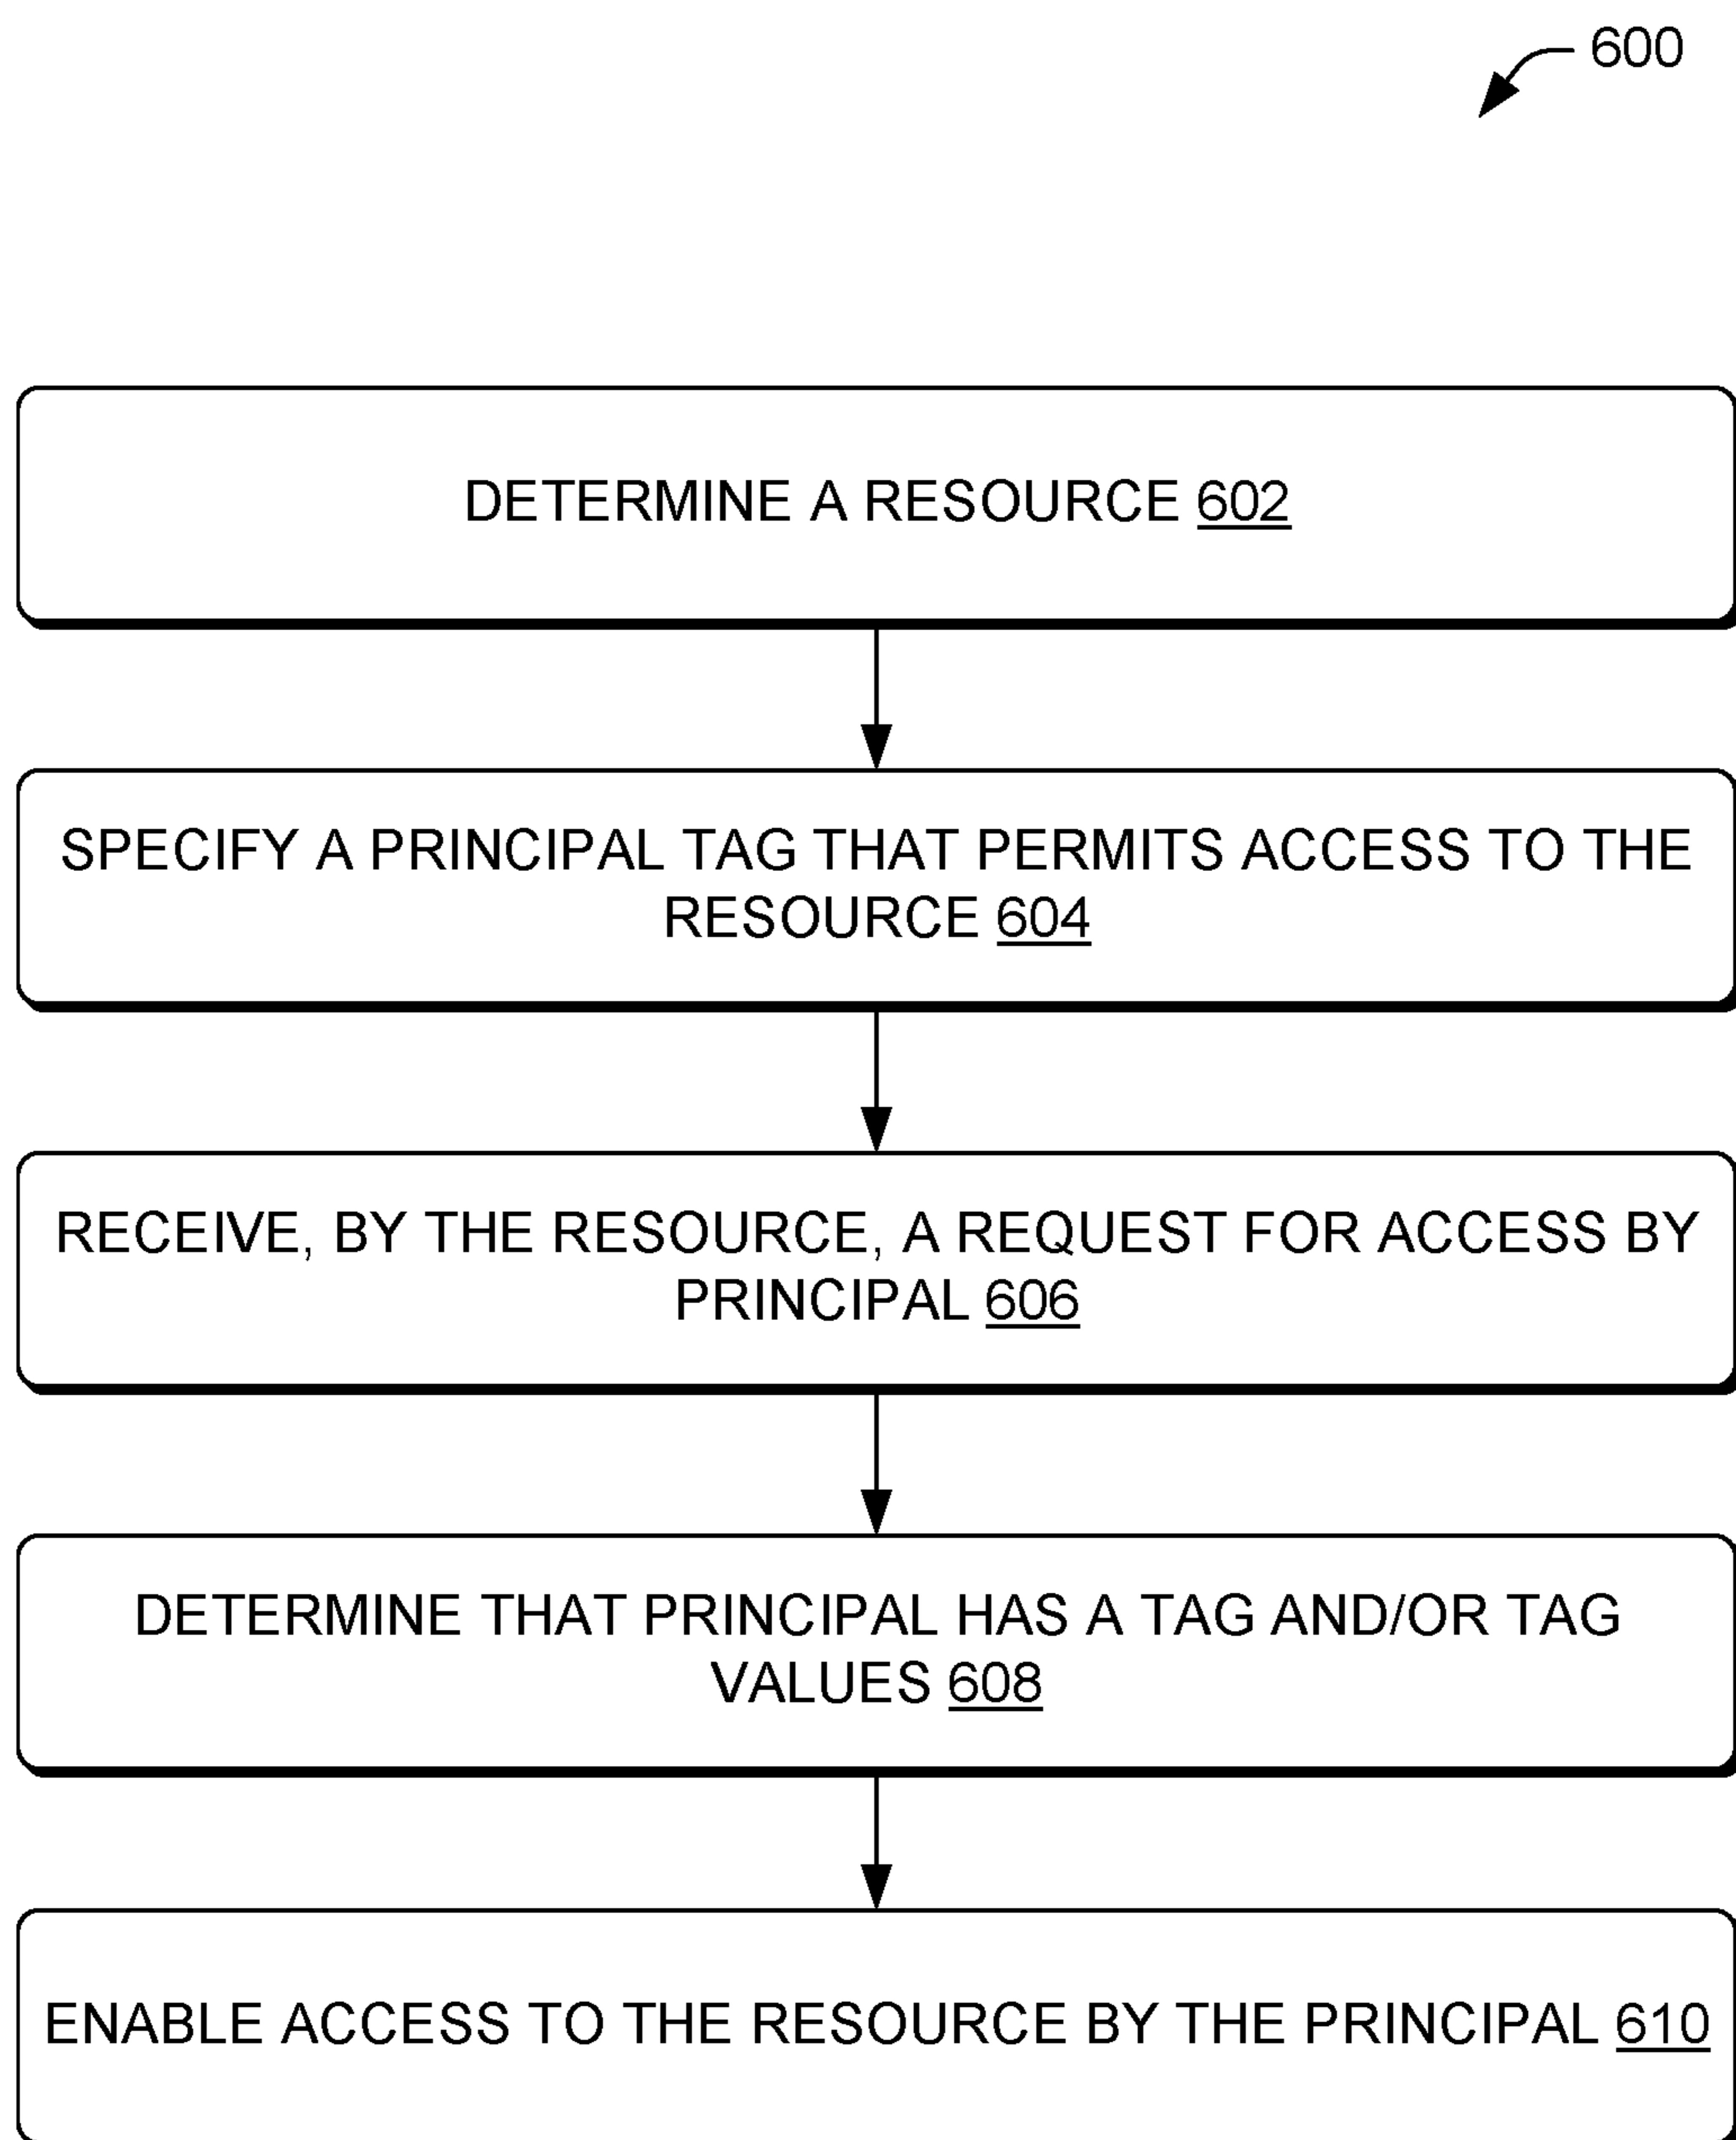 600
DETERMINE A RESOURCE 602
SPECIFY A PRINCIPAL TAG THAT PERMITS ACCESS TO THE
RESOURCE 604
RECEIVE, BY THE RESOURCE, A REQUEST FOR ACCESS BY
PRINCIPAL 606
DETERMINE THAT PRINCIPAL HAS A TAG AND/OR TAG
VALUES 608
ENABLE ACCESS TO THE RESOURCE BY THE PRINCIPAL 610